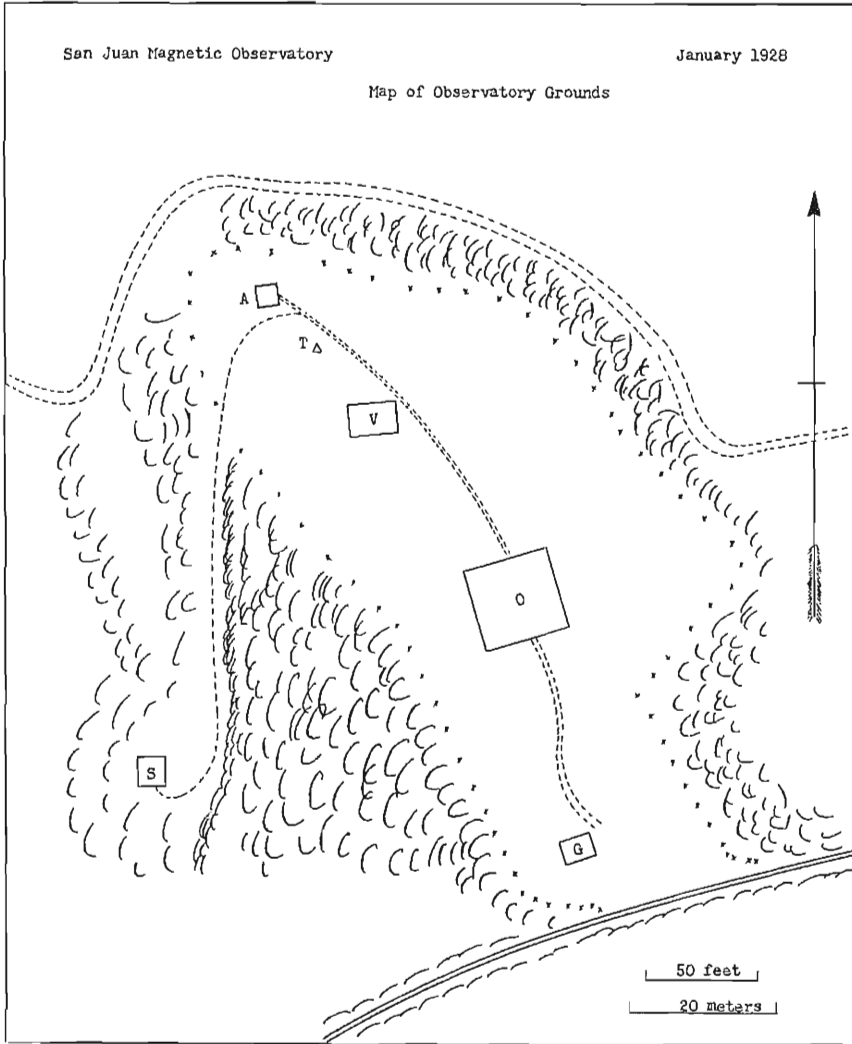 San Juan Magnetic Observatory January 1928
Map of Observatory Grounds
A
T
V
O
S
G
50 feet
20 meters